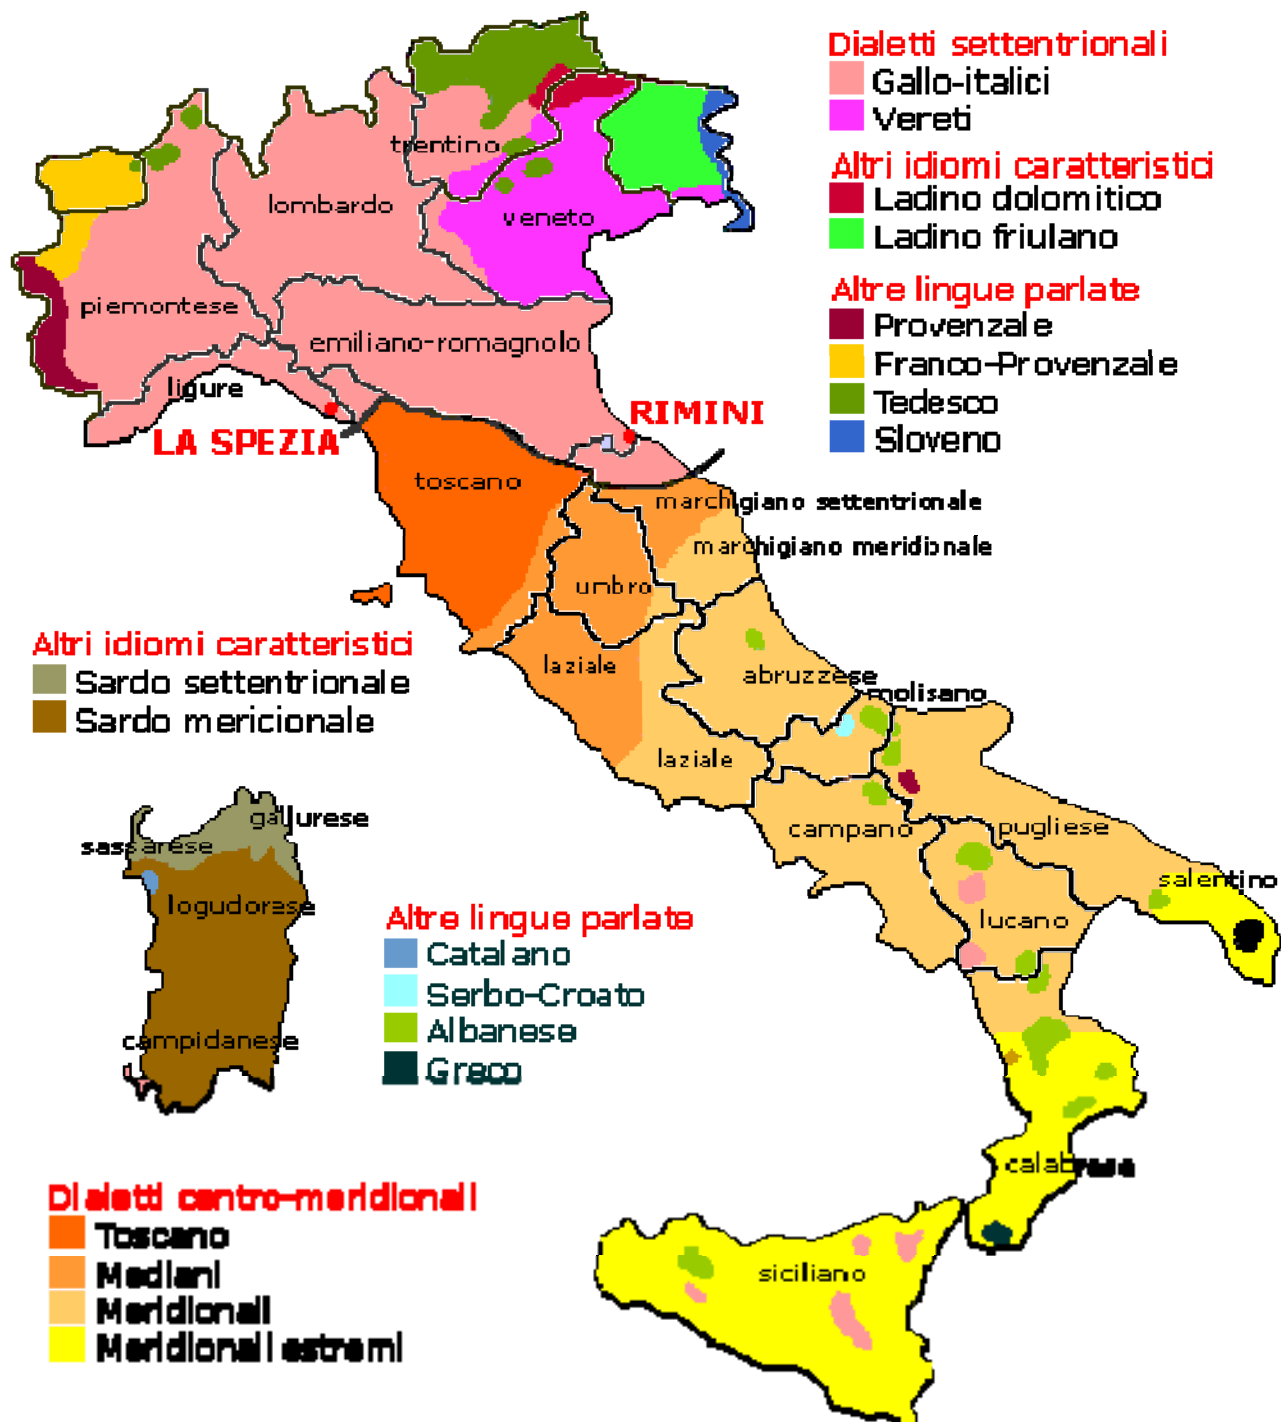 Dialetti settentrionali
Gallo-italici
Vereti
Altri idiomi caratteristici
Ladino dolomitico
Ladino friulano
Altre lingue parlate
Provenzale
Franco-Provenzale
Tedesco
Sloveno
trentino
lombardo
veneto
piemontese
emiliano-romagnolo
ligure
LA SPEZIA
RIMINI
toscano
marchigiano settentrionale
marchigiano meridionale
umbro
laziale
abruzzese
molisano
laziale
campano
pugliese
salentino
lucano
calabrese
siciliano
Altri idiomi caratteristici
Sardo settentrionale
Sardo mericionale
gallurese
sassarese
logudorese
campidanese
Altre lingue parlate
Catalano
Serbo-Croato
Albanese
Greco
Dialetti centro-meridionali
Toscano
Mediani
Meridionali
Meridionali estremi